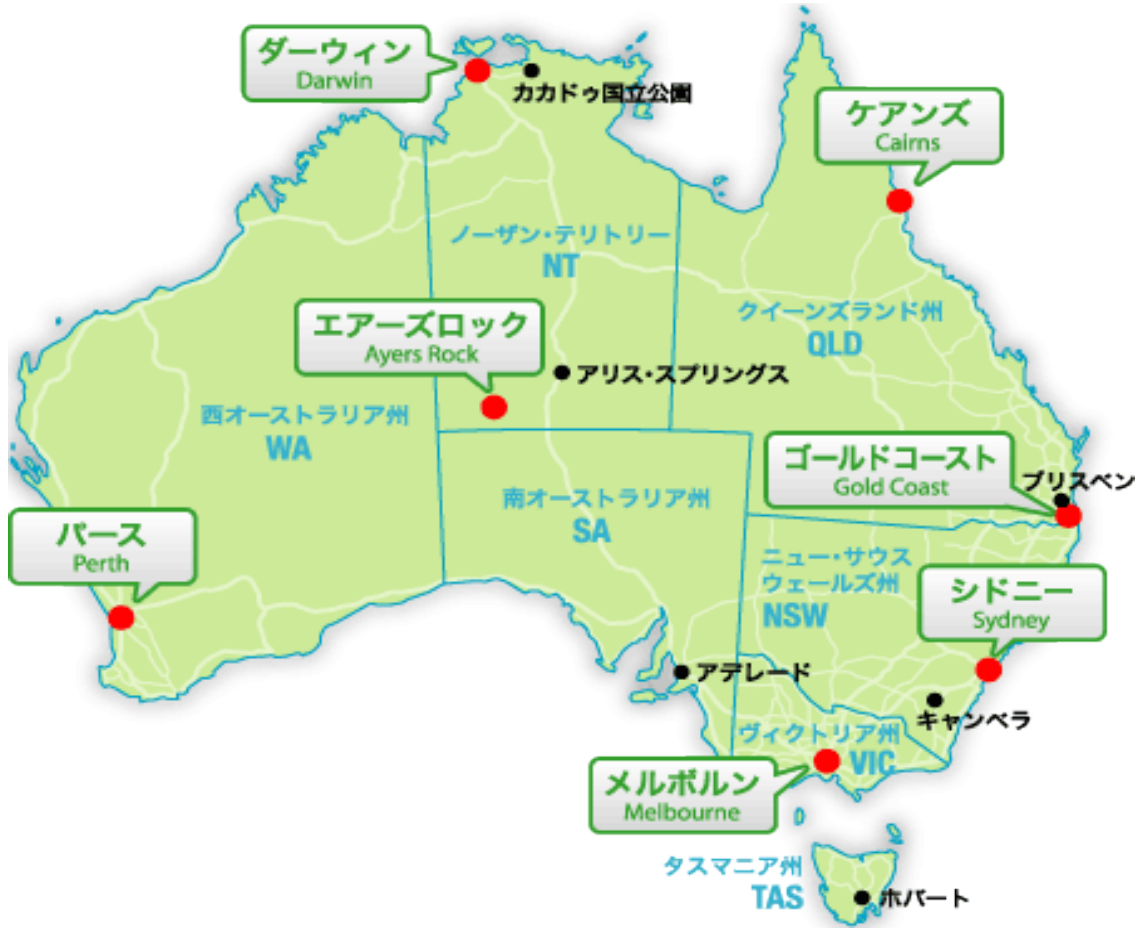 ダーウィン
Darwin
カカドゥ国立公園
ケアンズ
Cairns
ノーザン・テリトリー
NT
エアーズロック
Ayers Rock
クイーンズランド州
QLD
アリス・スプリングス
西オーストラリア州
WA
ゴールドコースト
Gold Coast
ブリスベン
南オーストラリア州
SA
パース
Perth
ニュー・サウス
ウェールズ州
NSW
シドニー
Sydney
アデレード
キャンベラ
ヴィクトリア州
VIC
メルボルン
Melbourne
タスマニア州
TAS
ホバート